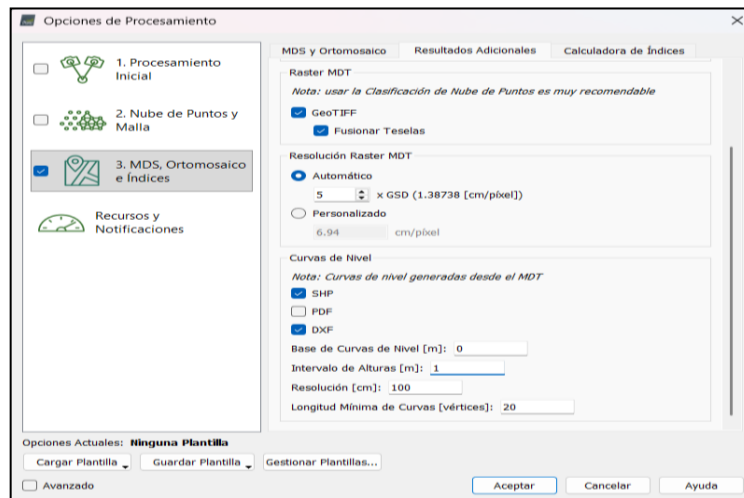 Opciones de Procesamiento
1. Procesamiento
Inicial
2. Nube de Puntos y
Malla
3. MDS, Ortomosaico
e Índices
Recursos y
Notificaciones
MDS y Ortomosaico
Resultados Adicionales
Calculadora de Índices
Raster MDT
Nota: usar la Clasificación de Nube de Puntos es muy recomendable
GeoTIFF
Fusionar Teselas
Resolución Raster MDT
Automático
5 x GSD (1.38738 [cm/píxel])
Personalizado
6.94 cm/píxel
Curvas de Nivel
Nota: Curvas de nivel generadas desde el MDT
SHP
PDF
DXF
Base de Curvas de Nivel [m]: 0
Intervalo de Alturas [m]: 1
Resolución [cm]: 100
Longitud Mínima de Curvas [vértices]: 20
Opciones Actuales: Ninguna Plantilla
Cargar Plantilla
Guardar Plantilla
Gestionar Plantillas...
Avanzado
Aceptar
Cancelar
Ayuda